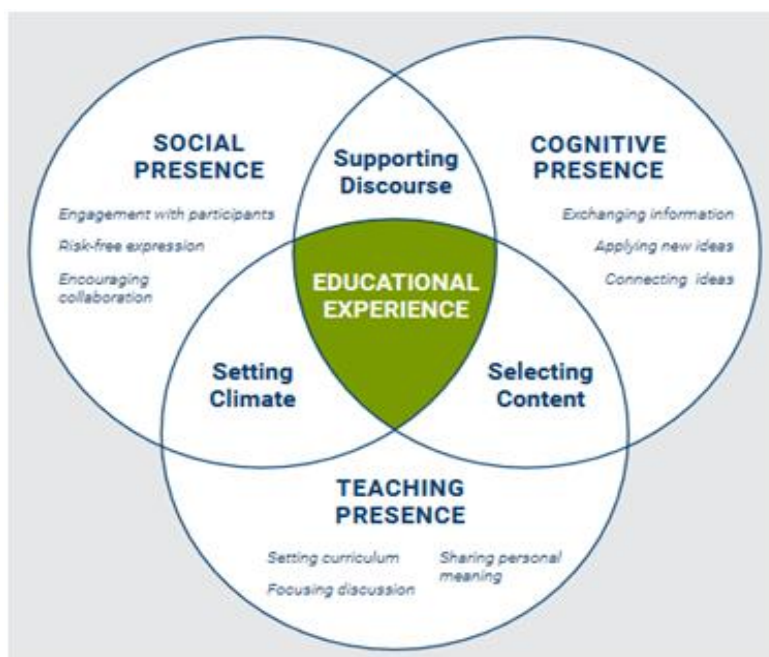 SOCIAL
PRESENCE
Engagement with participants
Risk-free expression
Encouraging
collaboration
Supporting
Discourse
COGNITIVE
PRESENCE
Exchanging information
Applying new ideas
Connecting ideas
EDUCATIONAL
EXPERIENCE
Setting
Climate
Selecting
Content
TEACHING
PRESENCE
Setting curriculum
Focusing discussion
Sharing personal
meaning